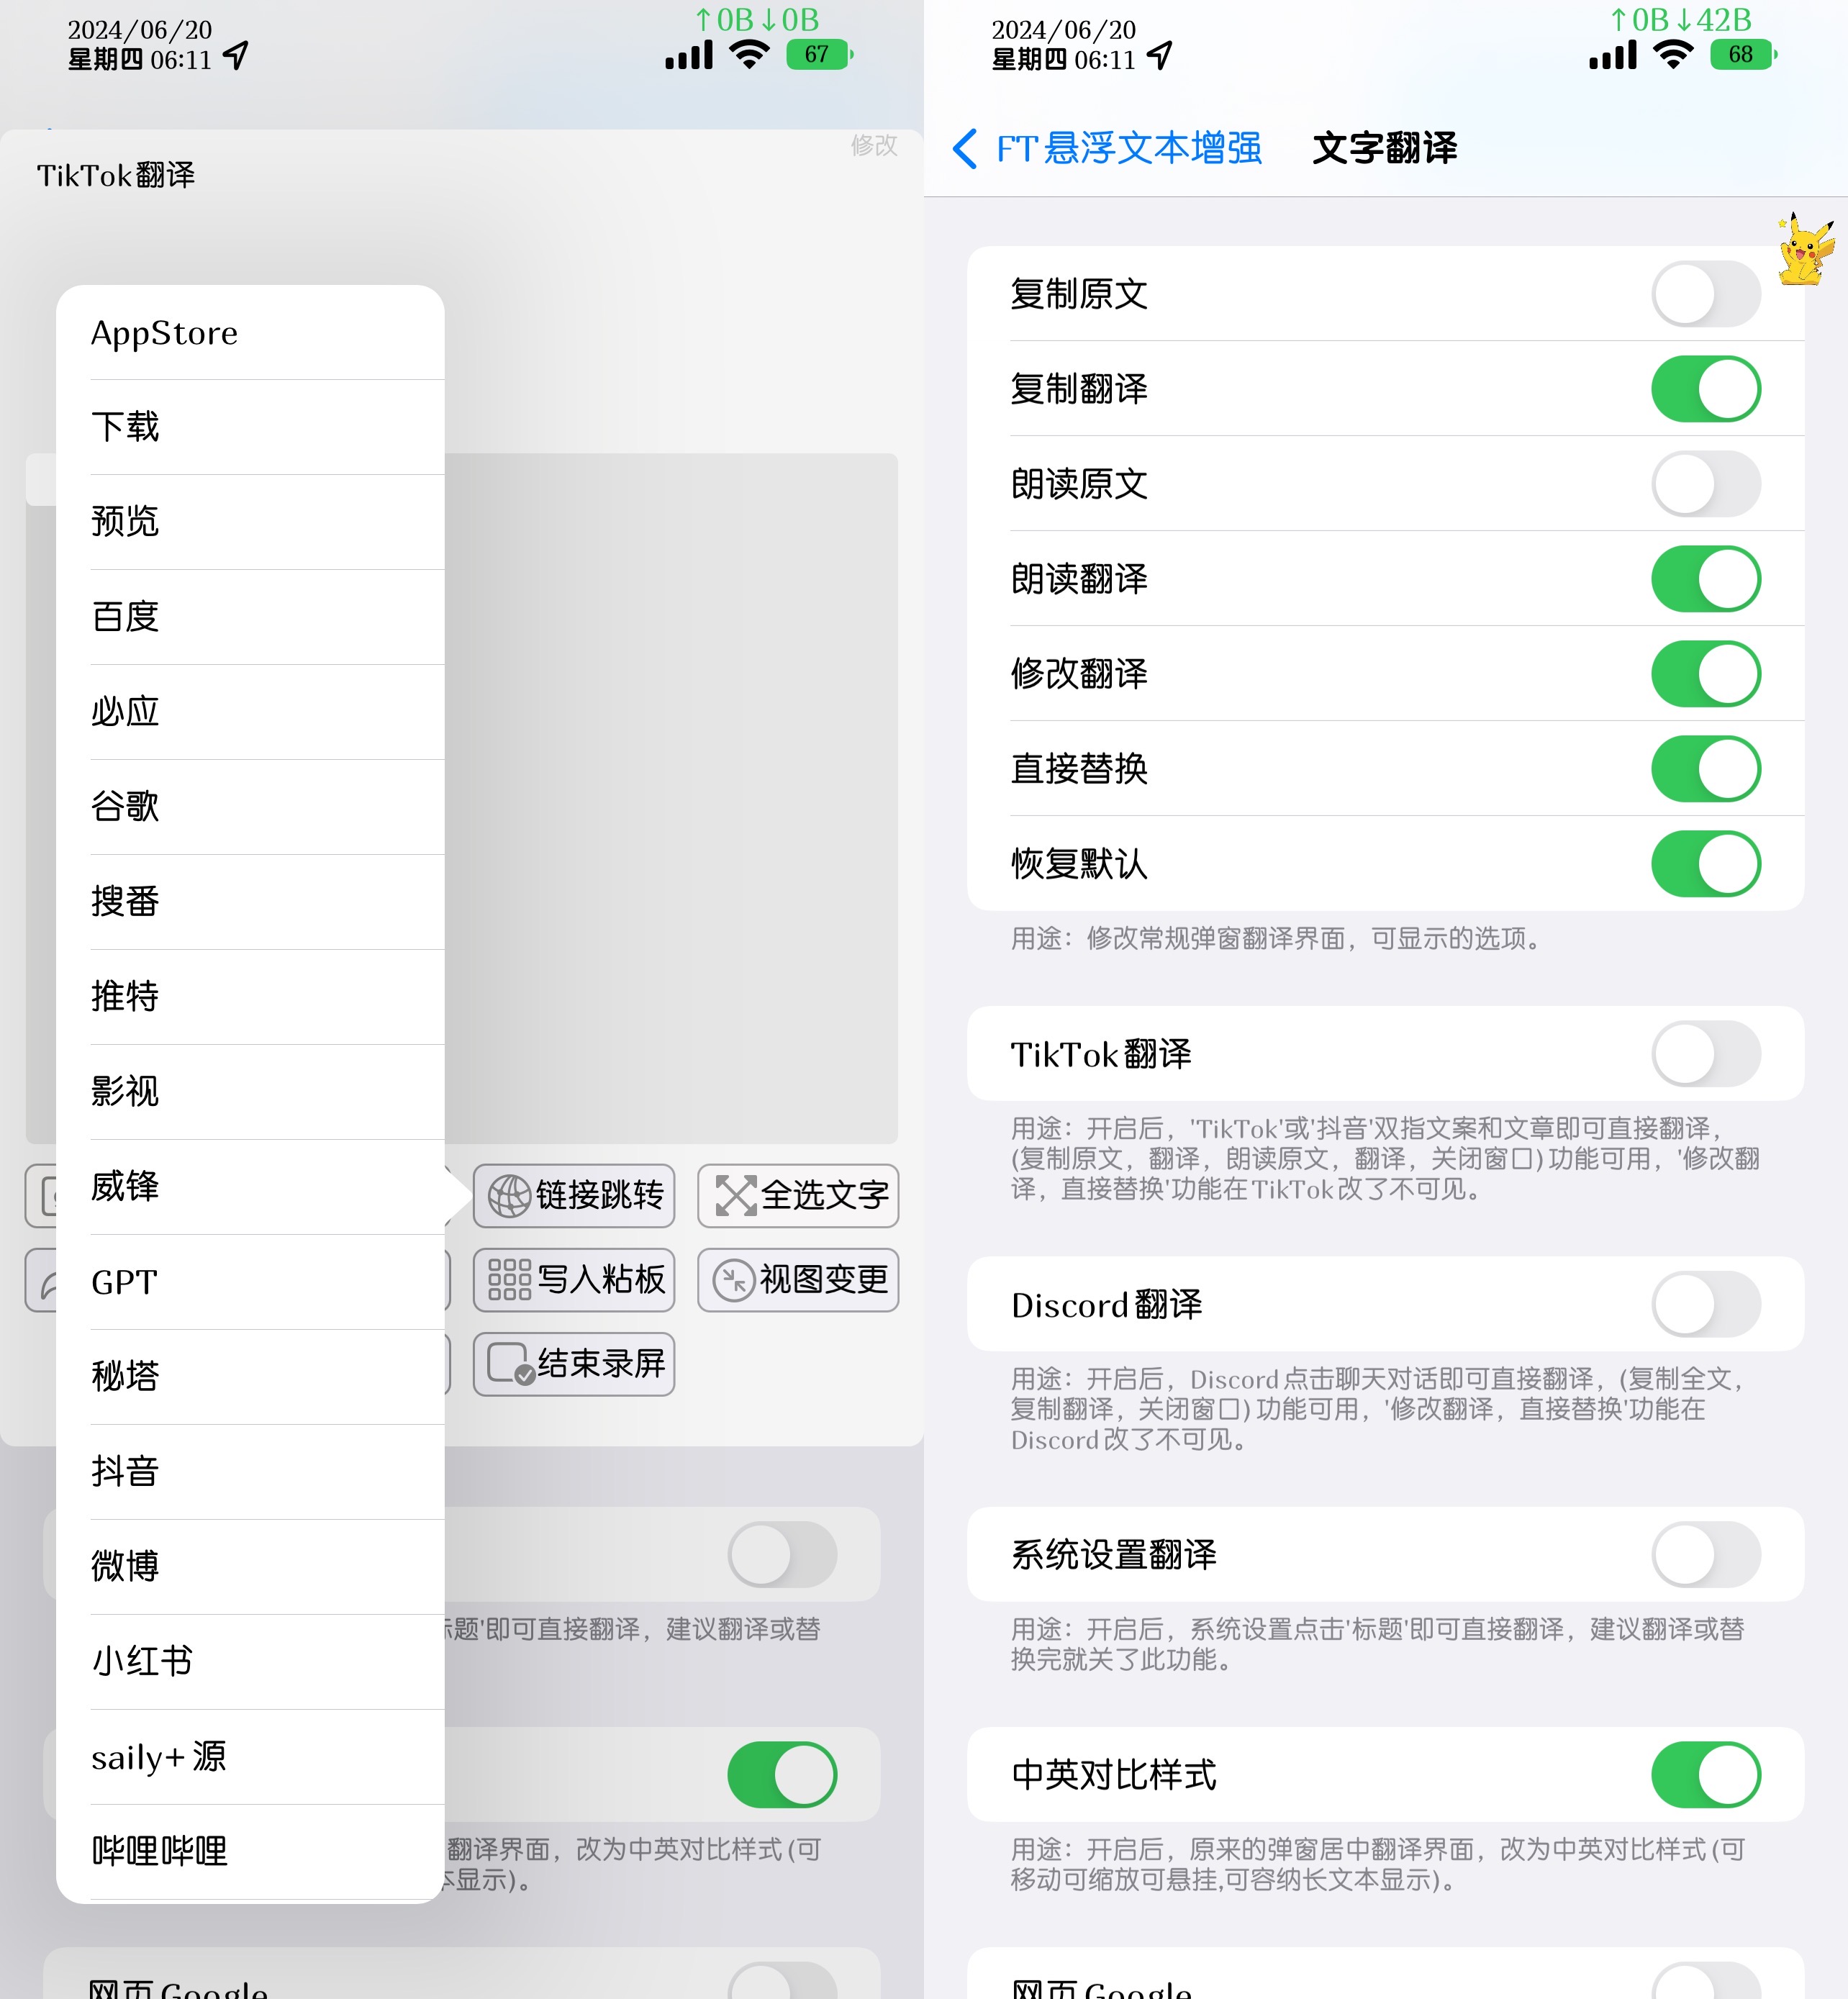 2024/06/20
星期四 06:11
↑0B↓0B
67
修改
TikTok翻译
AppStore
下载
预览
百度
必应
谷歌
搜番
推特
影视
威锋
GPT
秘塔
抖音
微博
小红书
saily+源
哔哩哔哩
链接跳转
全选文字
写入粘板
视图变更
结束录屏
题'即可直接翻译，建议翻译或替
翻译界面，改为中英对比样式(可
本显示)。
网页Google
2024/06/20
星期四 06:11
↑0B↓42B
68
FT悬浮文本增强
文字翻译
复制原文
复制翻译
朗读原文
朗读翻译
修改翻译
直接替换
恢复默认
用途：修改常规弹窗翻译界面，可显示的选项。
TikTok翻译
用途：开启后，'TikTok'或'抖音'双指文案和文章即可直接翻译，
(复制原文，翻译，朗读原文，翻译，关闭窗口)功能可用，'修改翻
译，直接替换'功能在TikTok改了不可见。
Discord翻译
用途：开启后，Discord点击聊天对话即可直接翻译，(复制全文，
复制翻译，关闭窗口)功能可用，'修改翻译，直接替换'功能在
Discord改了不可见。
系统设置翻译
用途：开启后，系统设置点击'标题'即可直接翻译，建议翻译或替
换完就关了此功能。
中英对比样式
用途：开启后，原来的弹窗居中翻译界面，改为中英对比样式(可
移动可缩放可悬挂,可容纳长文本显示)。
网页Google